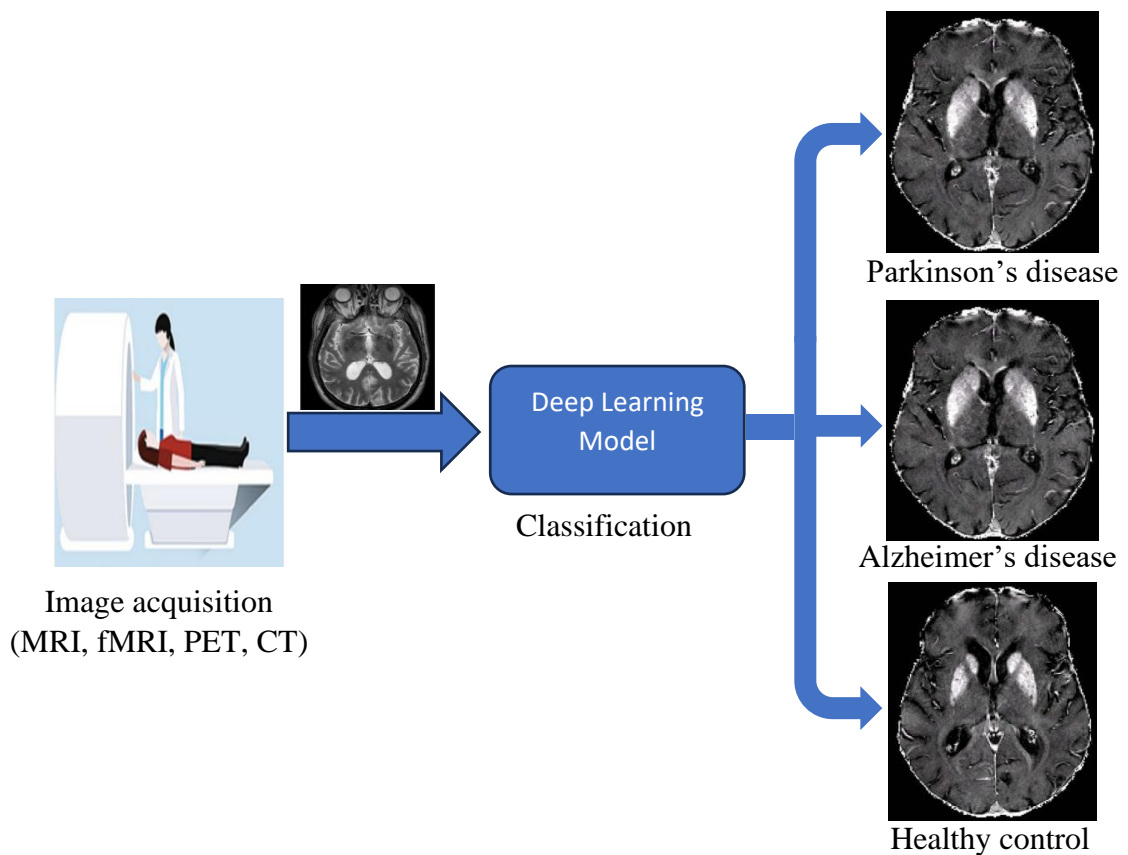 Image acquisition
(MRI, fMRI, PET, CT)
Deep Learning
Model
Classification
Parkinson’s disease
Alzheimer’s disease
Healthy control